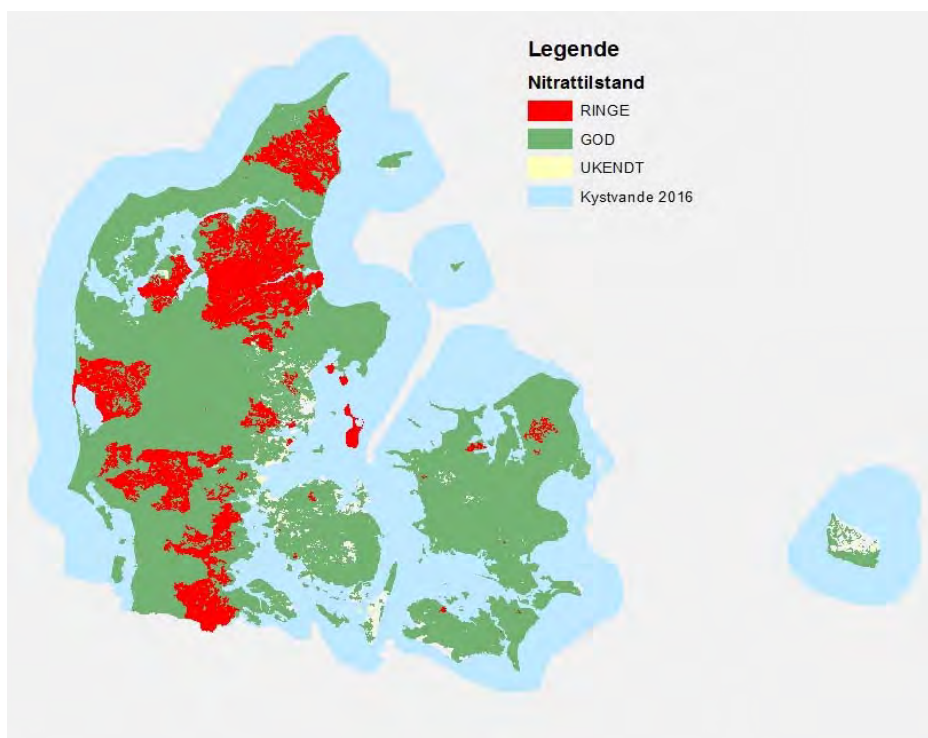 Legende
Nitrattilstand
RINGE
GOD
UKENDT
Kystvande 2016